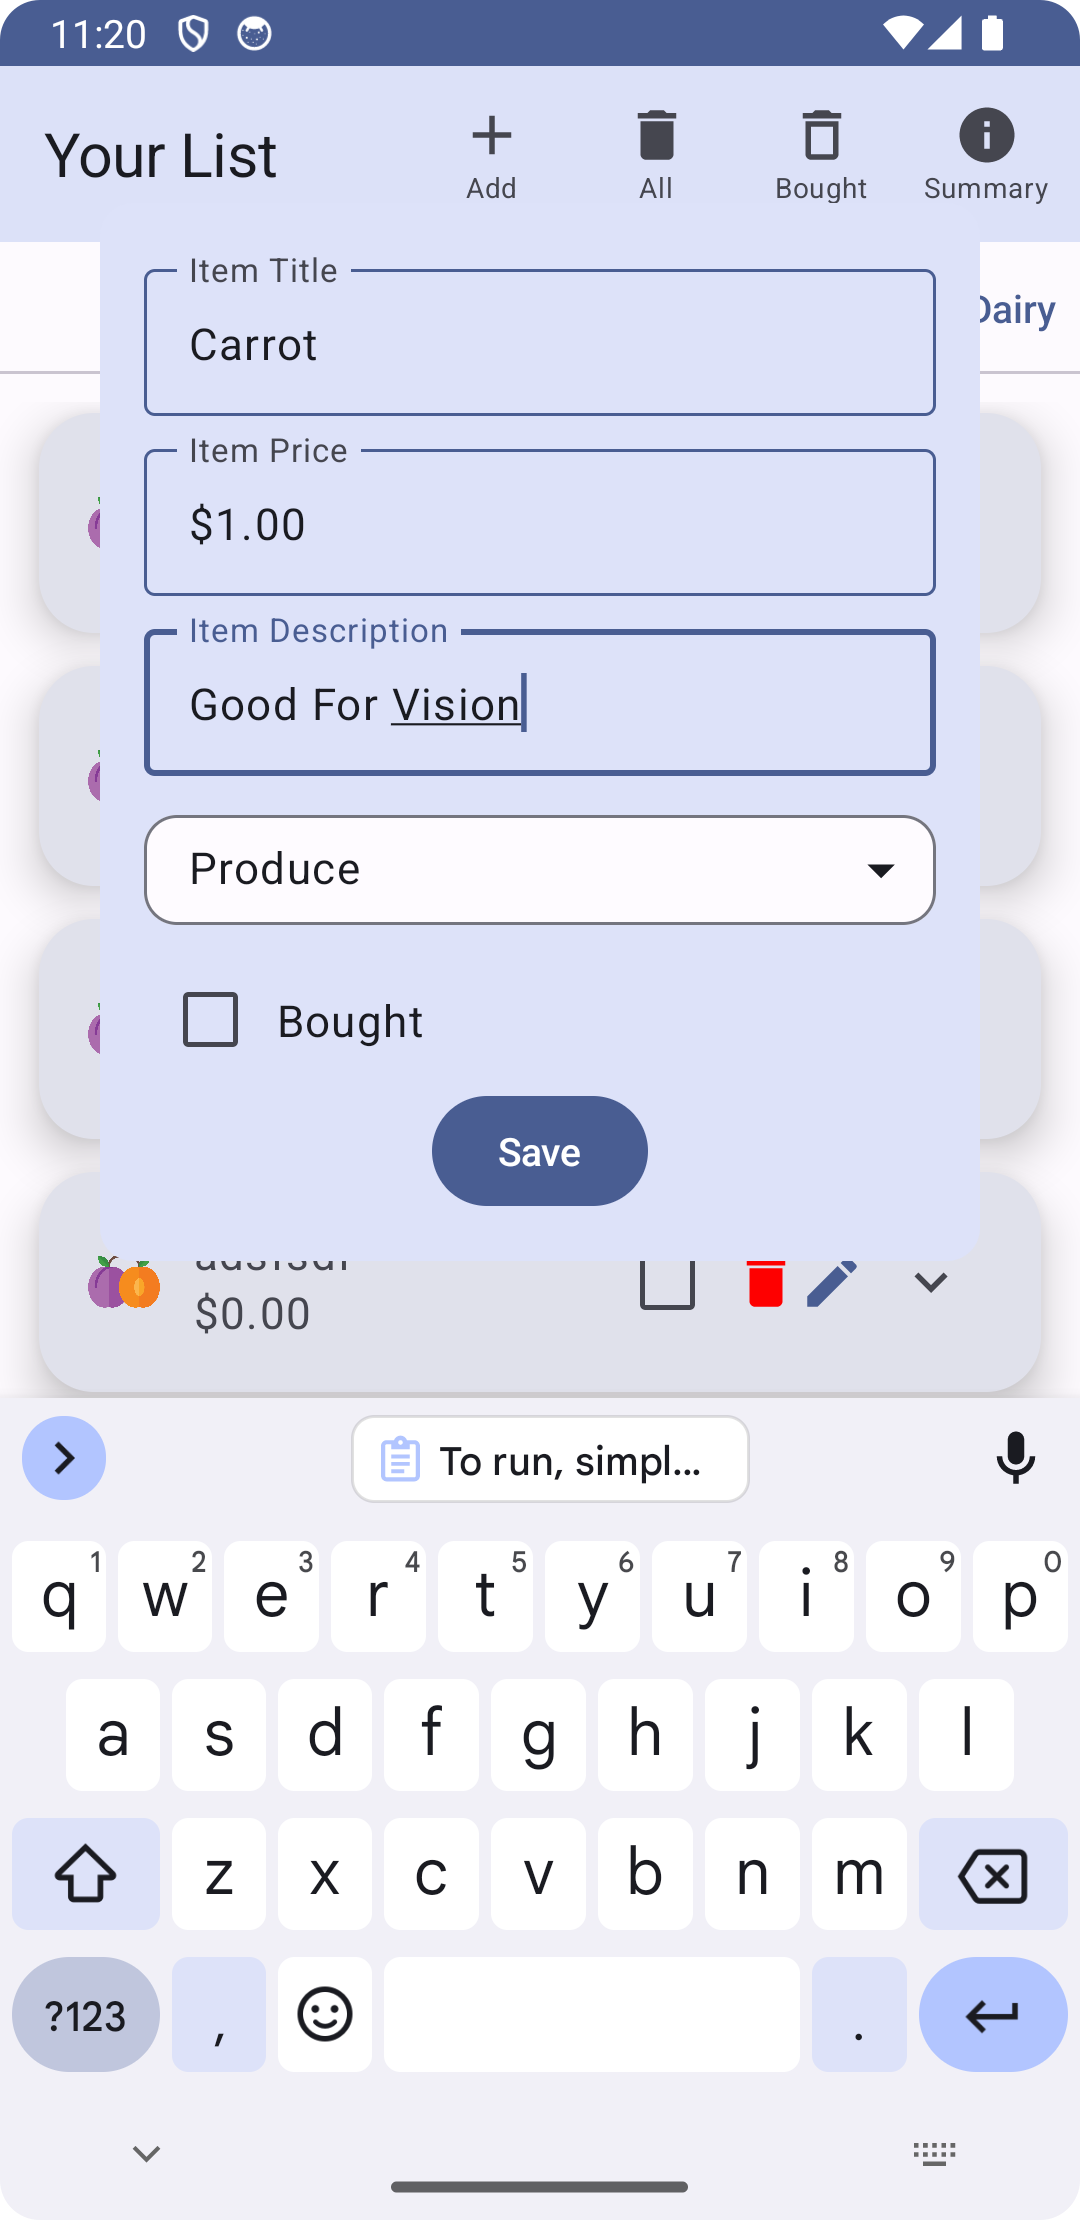 11:20
Your List
Add
All
Bought
Summary
Dairy
Item Title
Carrot
Item Price
$1.00
Item Description
Good For Vision
Produce
Bought
Save
$0.00
To run, simpl...
q 1 w 2 e 3 r 4 t 5 y 6 u 7 i 8 o 9 p 0
a s d f g h j k l
z x c v b n m
?123 , .